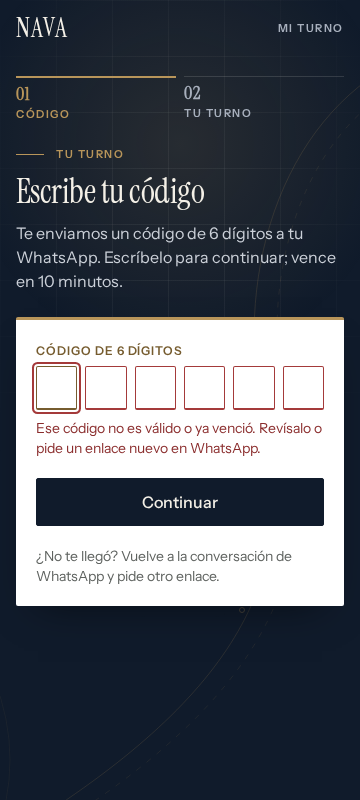 NAVA
MI TURNO
01
CÓDIGO
02
TU TURNO
TU TURNO
Escribe tu código
Te enviamos un código de 6 dígitos a tu
WhatsApp. Escríbelo para continuar; vence
en 10 minutos.
CÓDIGO DE 6 DÍGITOS
Ese código no es válido o ya venció. Revísalo o
pide un enlace nuevo en WhatsApp.
Continuar
¿No te llegó? Vuelve a la conversación de
WhatsApp y pide otro enlace.